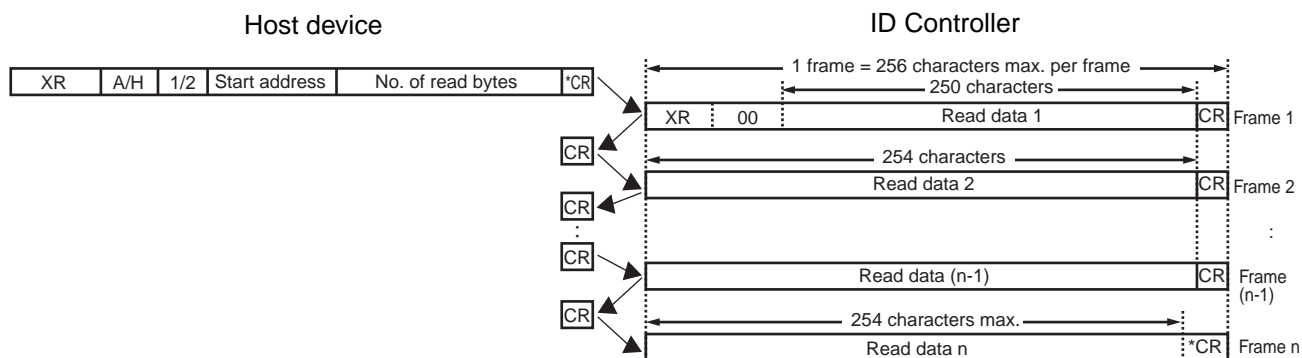 Host device
ID Controller
XR A/H 1/2 Start address No. of read bytes *CR
1 frame = 256 characters max. per frame
250 characters
XR 00 Read data 1 CR Frame 1
CR
254 characters
Read data 2 CR Frame 2
CR
:
:
CR
Read data (n-1) CR Frame
(n-1)
CR
254 characters max.
Read data n *CR Frame n